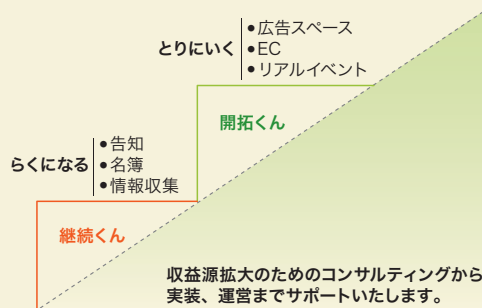 とりにいく
●広告スペース
●EC
●リアルイベント
開拓くん
らくになる
●告知
●名簿
●情報収集
継続くん
収益源拡大のためのコンサルティングから
実装、運営までサポートいたします。